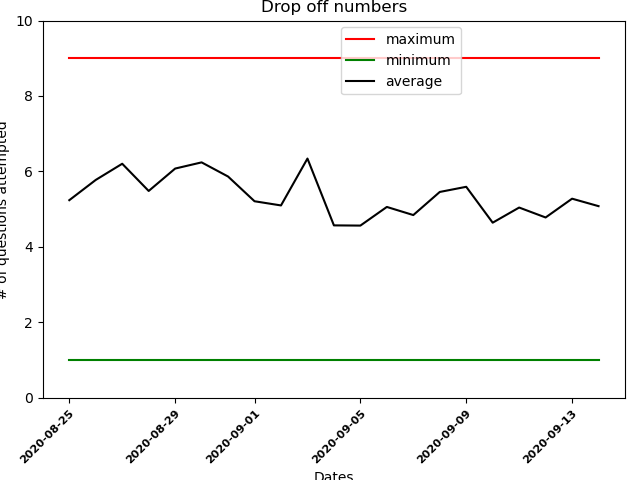 Drop off numbers
maximum
minimum
average
# of questions attempted
10
8
6
4
2
0
2020-08-25
2020-08-29
2020-09-01
2020-09-05
2020-09-09
2020-09-13
Dates